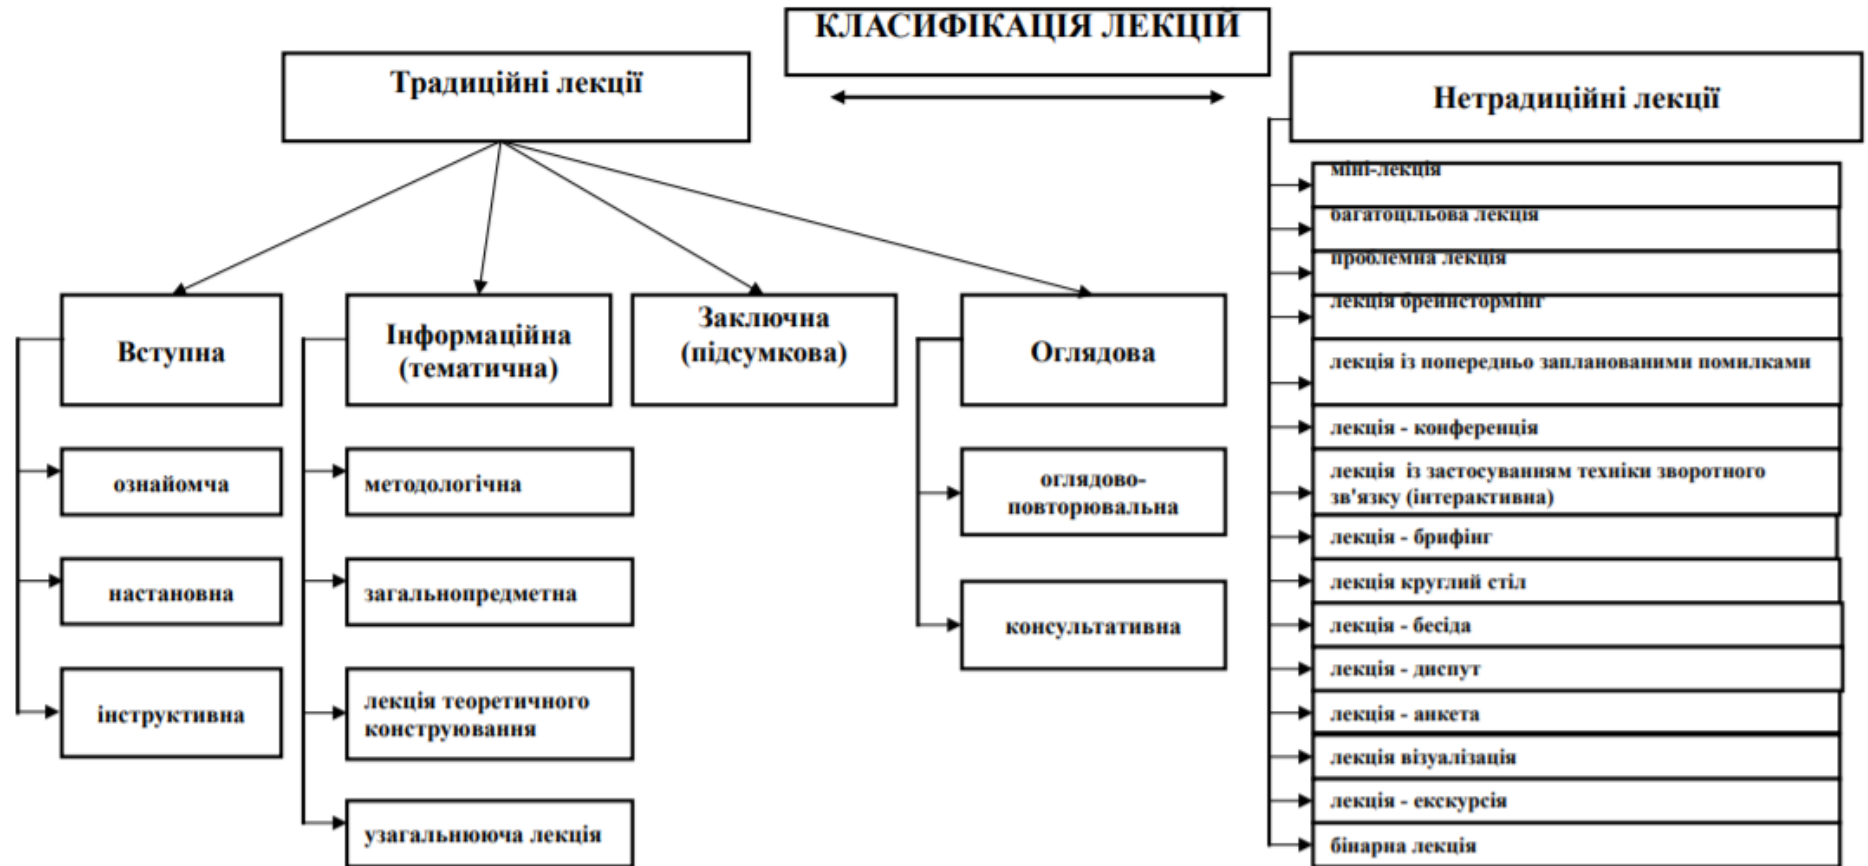 КЛАСИФІКАЦІЯ ЛЕКЦІЙ
Традиційні лекції
Вступна
ознайомча
настановна
інструктивна
Інформаційна
(тематична)
методологічна
загальнопредметна
лекція теоретичного
конструювання
узагальнююча лекція
Заключна
(підсумкова)
Оглядова
оглядово-
повторювальна
консультативна
Нетрадиційні лекції
міні-лекція
багатоцільова лекція
проблемна лекція
лекція брейнстормінг
лекція із попередньо запланованими помилками
лекція - конференція
лекція із застосуванням техніки зворотного
зв'язку (інтерактивна)
лекція - брифінг
лекція круглий стіл
лекція - бесіда
лекція - диспут
лекція - анкета
лекція візуалізація
лекція - екскурсія
бінарна лекція